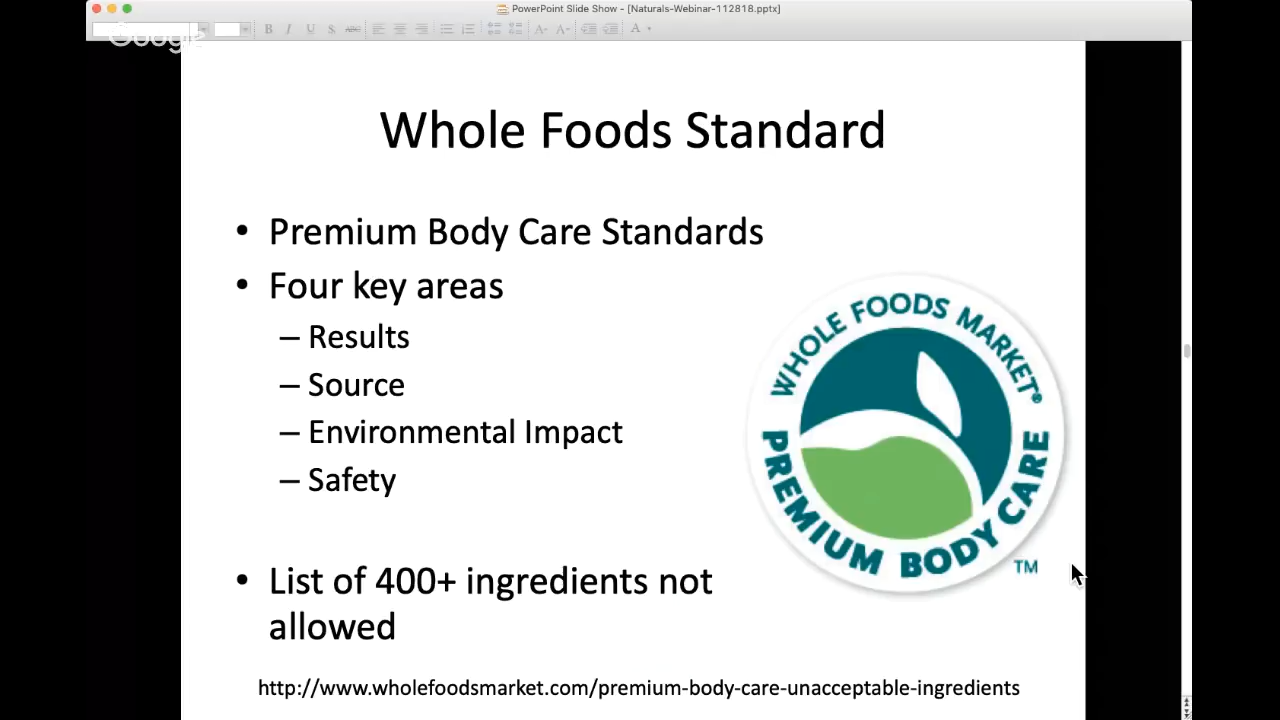 PowerPoint Slide Show - [Naturals-Webinar-112818.pptx]
Google
Whole Foods Standard
• Premium Body Care Standards
• Four key areas
– Results
– Source
– Environmental Impact
– Safety
WHOLE FOODS MARKET®
PREMIUM BODY CARE
TM
• List of 400+ ingredients not
allowed
http://www.wholefoodsmarket.com/premium-body-care-unacceptable-ingredients